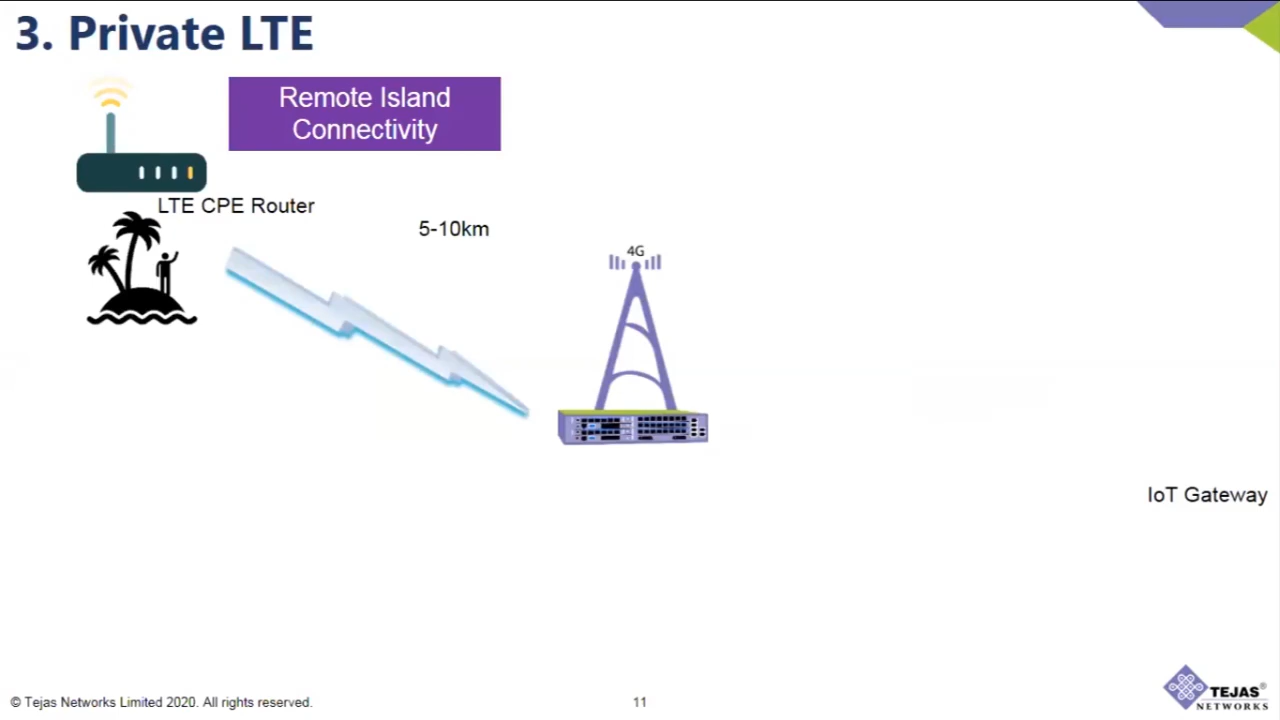 3. Private LTE
Remote Island
Connectivity
LTE CPE Router
5-10km
4G
IoT Gateway
© Tejas Networks Limited 2020. All rights reserved.
11
TEJAS®
NETWORKS